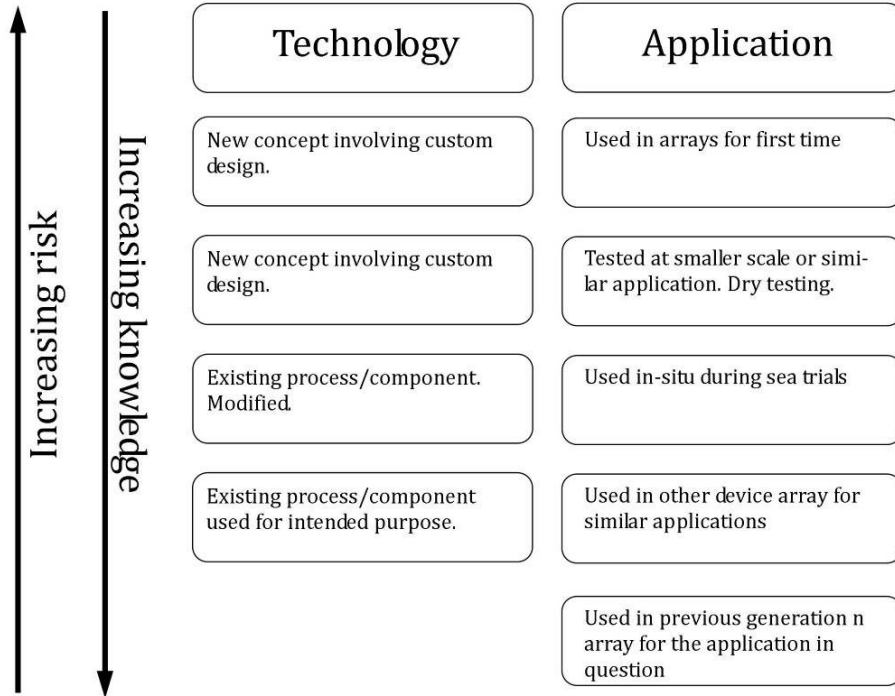 Technology
Application
Increasing risk
Increasing knowledge
New concept involving custom
design.
Used in arrays for first time
New concept involving custom
design.
Tested at smaller scale or simi-
lar application. Dry testing.
Existing process/component.
Modified.
Used in-situ during sea trials
Existing process/component
used for intended purpose.
Used in other device array for
similar applications
Used in previous generation n
array for the application in
question